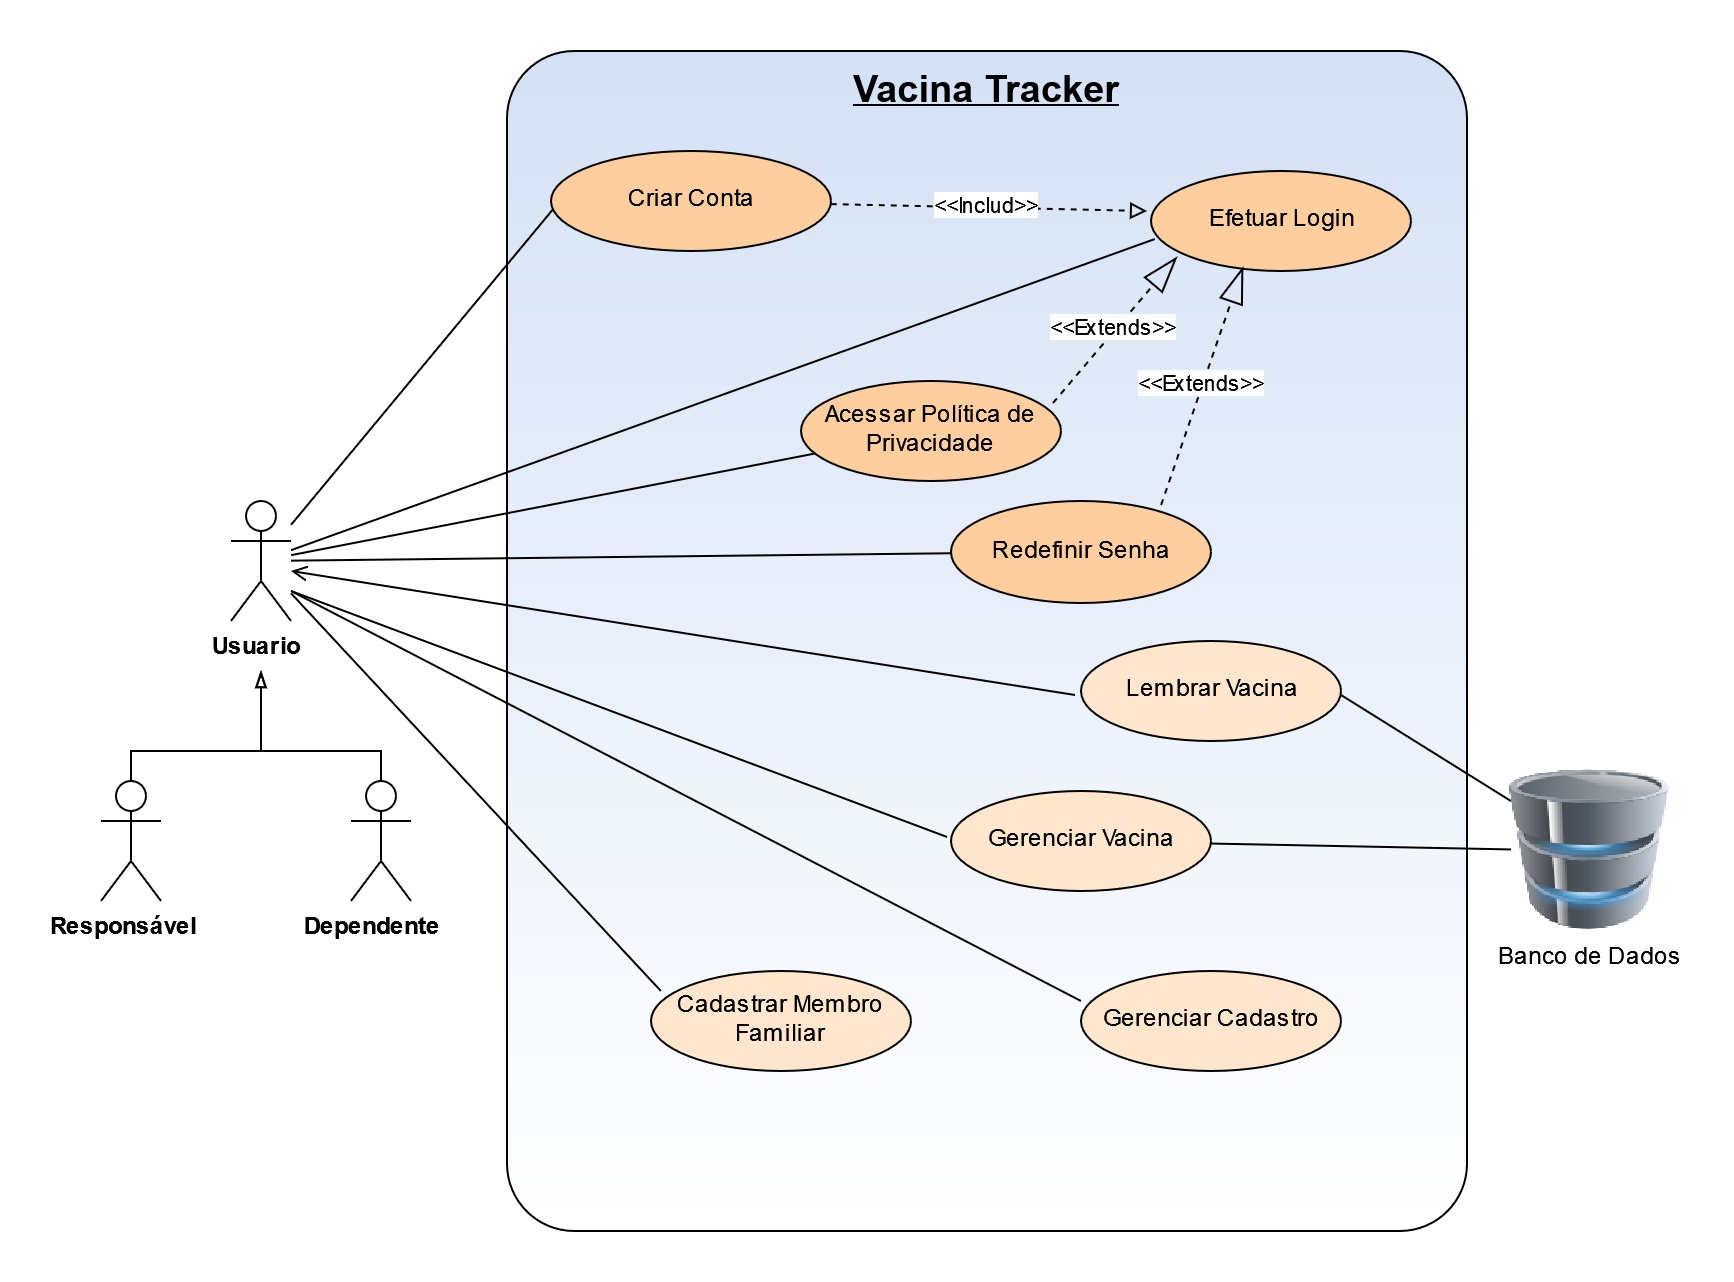 Vacina Tracker
Criar Conta
<<Includ>>
Efetuar Login
<<Extends>>
<<Extends>>
Acessar Política de
Privacidade
Redefinir Senha
Usuario
Lembrar Vacina
Gerenciar Vacina
Responsável
Dependente
Banco de Dados
Cadastrar Membro
Familiar
Gerenciar Cadastro